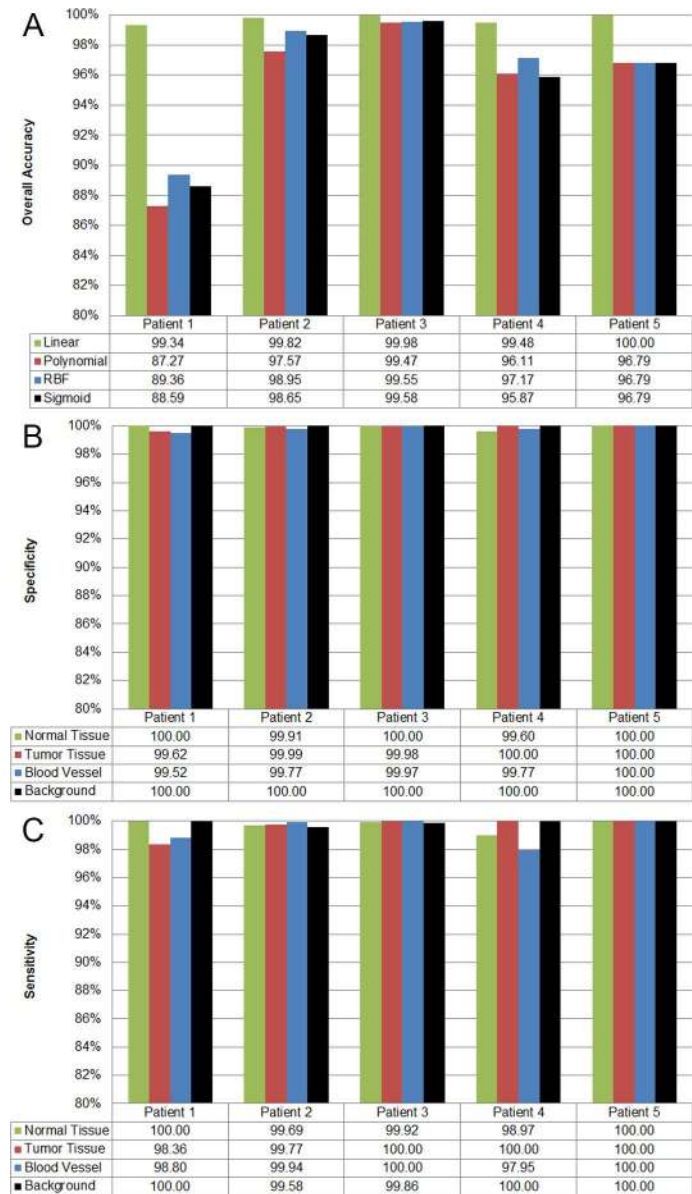 A
Overall Accuracy
100%
98%
96%
94%
92%
90%
88%
86%
84%
82%
80%
Patient 1 Patient 2 Patient 3 Patient 4 Patient 5
Linear 99.34 99.82 99.98 99.48 100.00
Polynomial 87.27 97.57 99.47 96.11 96.79
RBF 89.36 98.95 99.55 97.17 96.79
Sigmoid 88.59 98.65 99.58 95.87 96.79
B
Specificity
100%
98%
96%
94%
92%
90%
88%
86%
84%
82%
80%
Patient 1 Patient 2 Patient 3 Patient 4 Patient 5
Normal Tissue 100.00 99.91 100.00 99.60 100.00
Tumor Tissue 99.62 99.99 99.98 100.00 100.00
Blood Vessel 99.52 99.77 99.97 99.77 100.00
Background 100.00 100.00 100.00 100.00 100.00
C
Sensitivity
100%
98%
96%
94%
92%
90%
88%
86%
84%
82%
80%
Patient 1 Patient 2 Patient 3 Patient 4 Patient 5
Normal Tissue 100.00 99.69 99.92 98.97 100.00
Tumor Tissue 98.36 99.77 100.00 100.00 100.00
Blood Vessel 98.80 99.94 100.00 97.95 100.00
Background 100.00 99.58 99.86 100.00 100.00